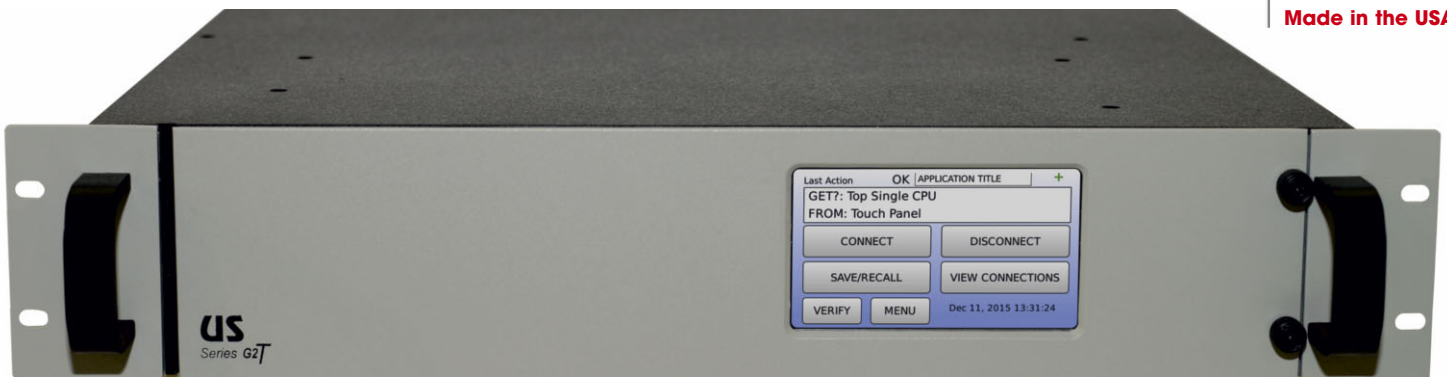 Made in the USA
Last Action OK APPLICATION TITLE +
GET?: Top Single CPU
FROM: Touch Panel
CONNECT DISCONNECT
SAVE/RECALL VIEW CONNECTIONS
VERIFY MENU Dec 11, 2015 13:31:24
US
Series G2T